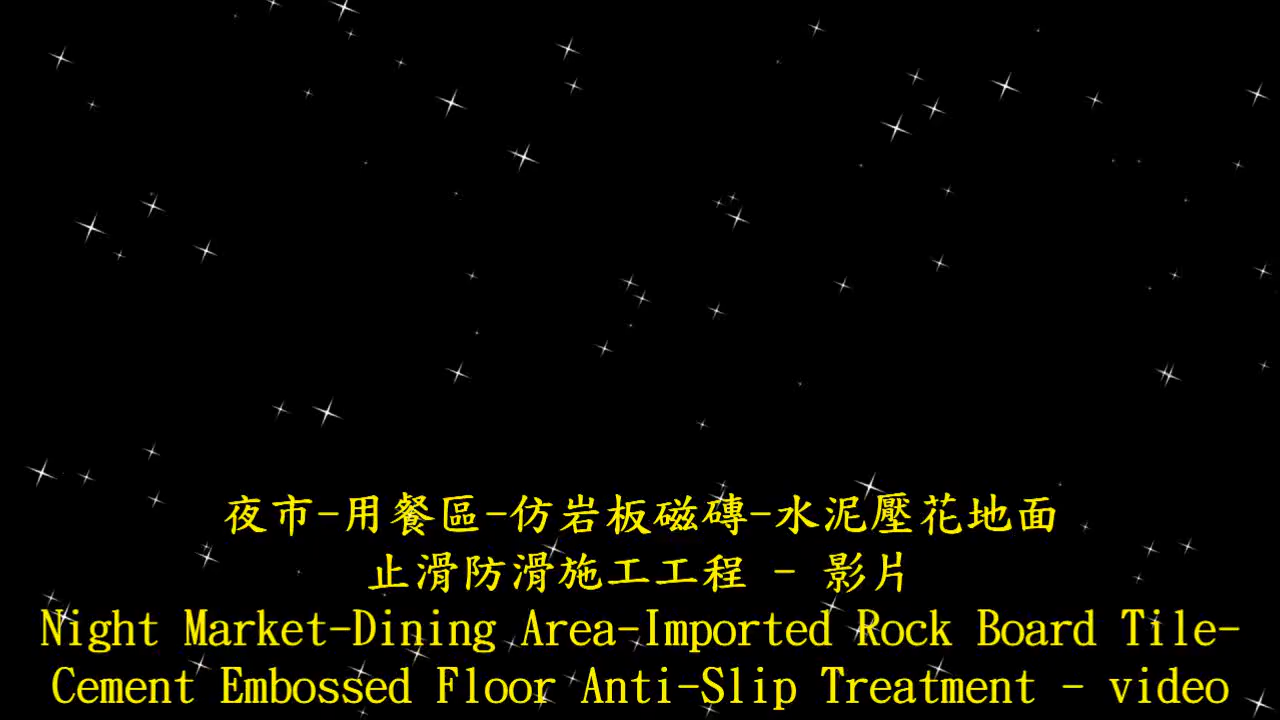 夜市-用餐區-仿岩板磁磚-水泥壓花地面
止滑防滑施工工程 - 影片
Night Market-Dining Area-Imported Rock Board Tile-
Cement Embossed Floor Anti-Slip Treatment - video